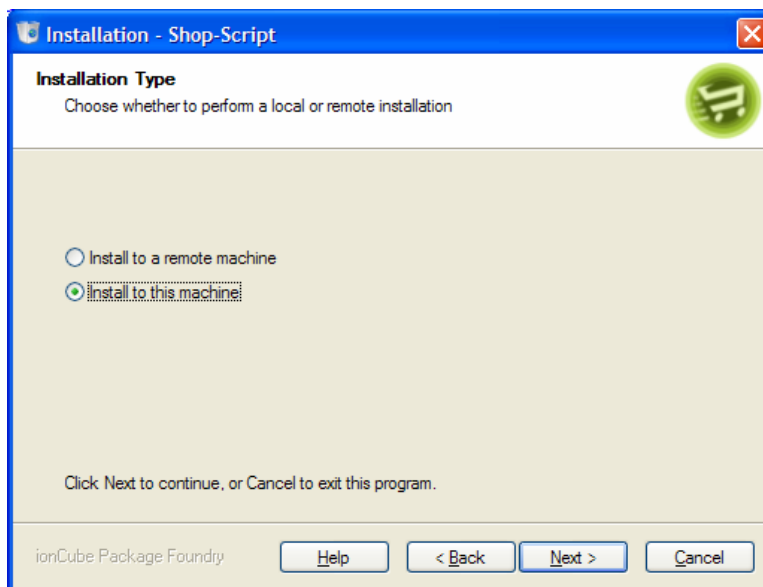 Installation - Shop-Script
Installation Type
Choose whether to perform a local or remote installation
Install to a remote machine
Install to this machine
Click Next to continue, or Cancel to exit this program.
ionCube Package Foundry
Help
< Back
Next >
Cancel